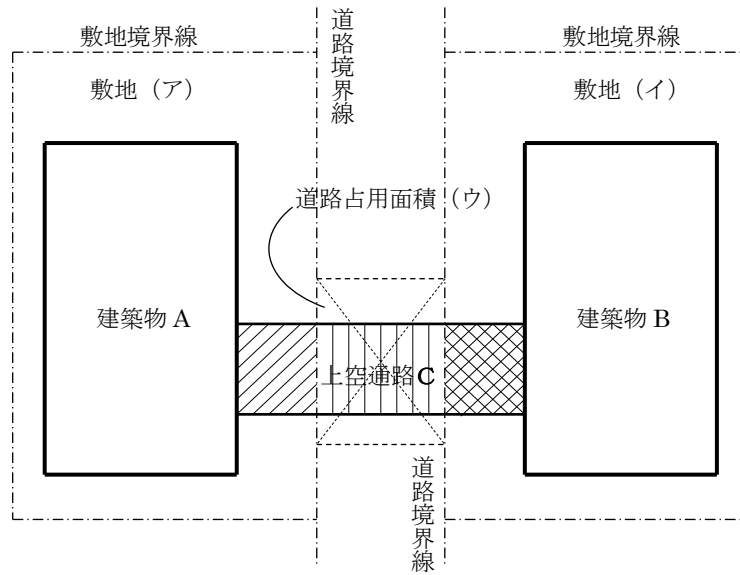 敷地境界線
敷地（ア）
道路境界線
敷地境界線
敷地（イ）
道路占用面積（ウ）
建築物 A
建築物 B
上空通路C
道路境界線